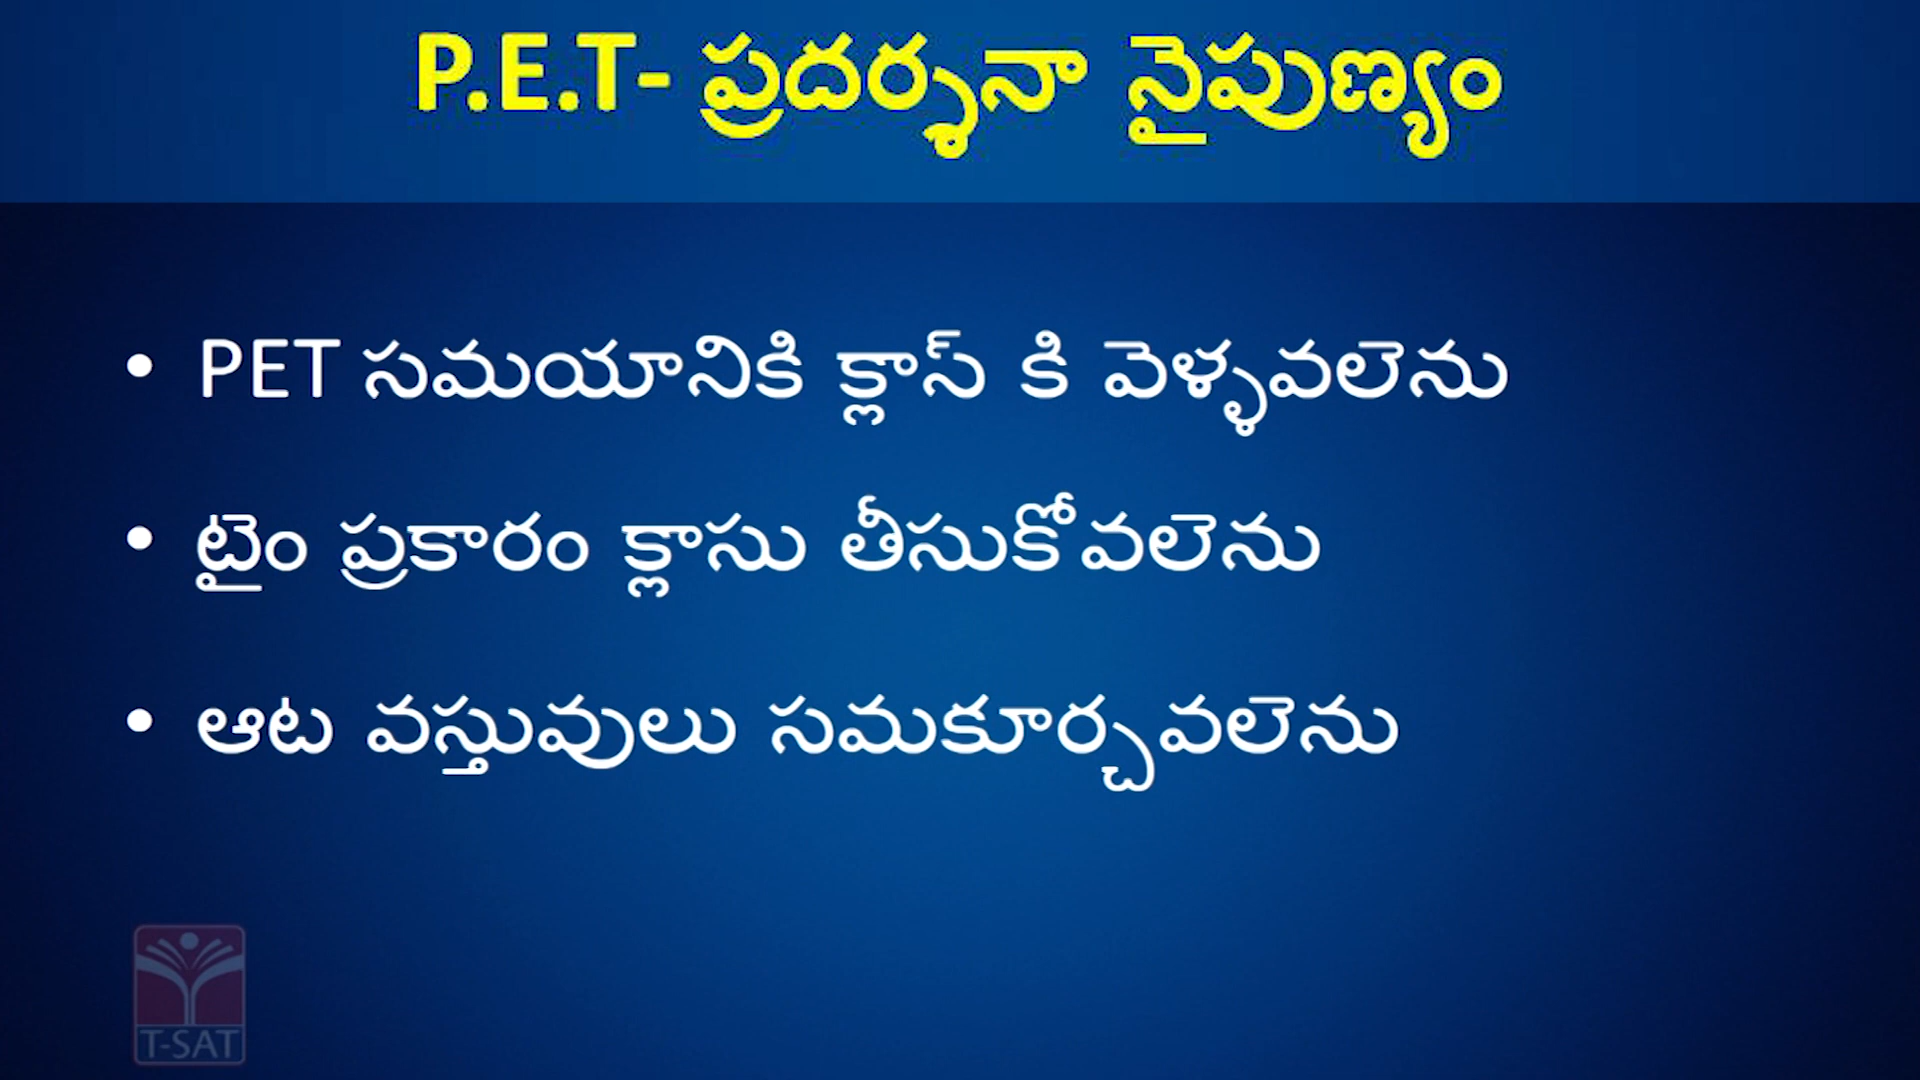 P.E.T- ప్రదర్శనా నైపుణ్యం
• PET సమయానికి క్లాస్ కి వెళ్ళవలెను
• టైం ప్రకారం క్లాసు తీసుకోవలెను
• ఆట వస్తువులు సమకూర్చవలెను
T-SAT